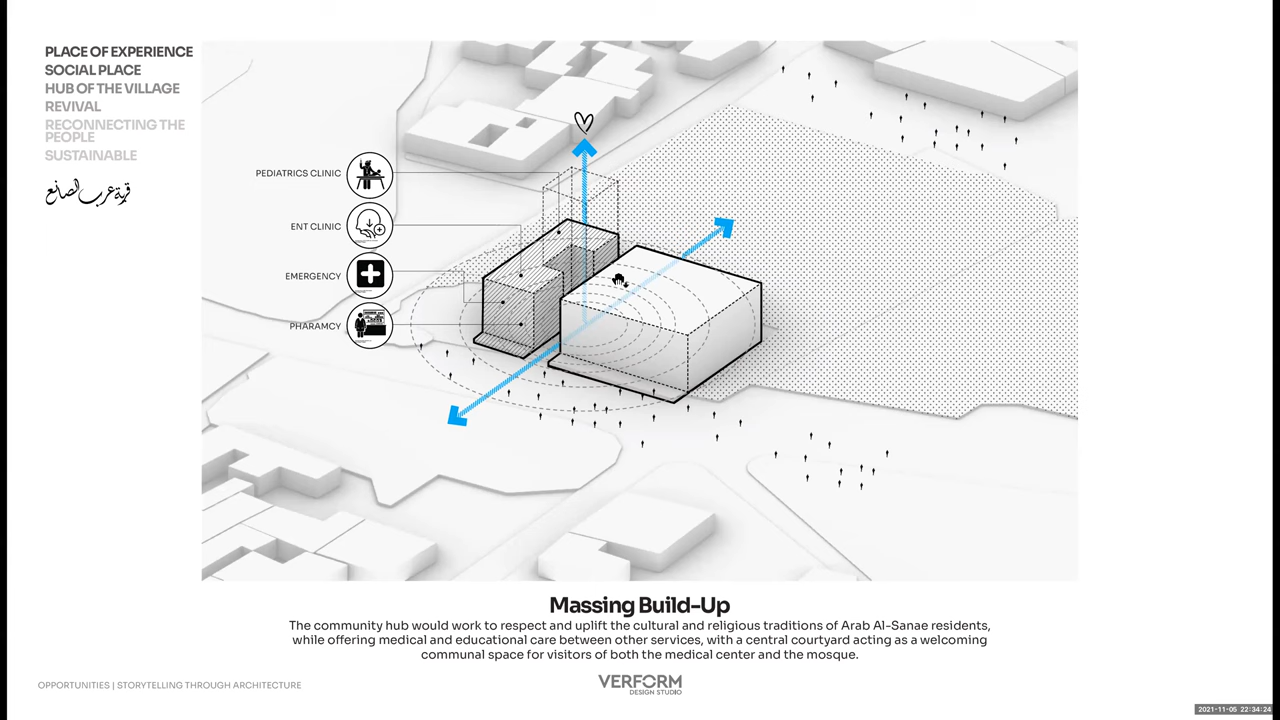 PLACE OF EXPERIENCE
SOCIAL PLACE
HUB OF THE VILLAGE
REVIVAL
RECONNECTING THE
PEOPLE
SUSTAINABLE
قرية عرب الصانع
PEDIATRICS CLINIC
ENT CLINIC
EMERGENCY
PHARAMCY
Massing Build-Up
The community hub would work to respect and uplift the cultural and religious traditions of Arab Al-Sanae residents,
while offering medical and educational care between other services, with a central courtyard acting as a welcoming
communal space for visitors of both the medical center and the mosque.
OPPORTUNITIES | STORYTELLING THROUGH ARCHITECTURE
VERFORM
DESIGN STUDIO
2021-11-05 22:34:24